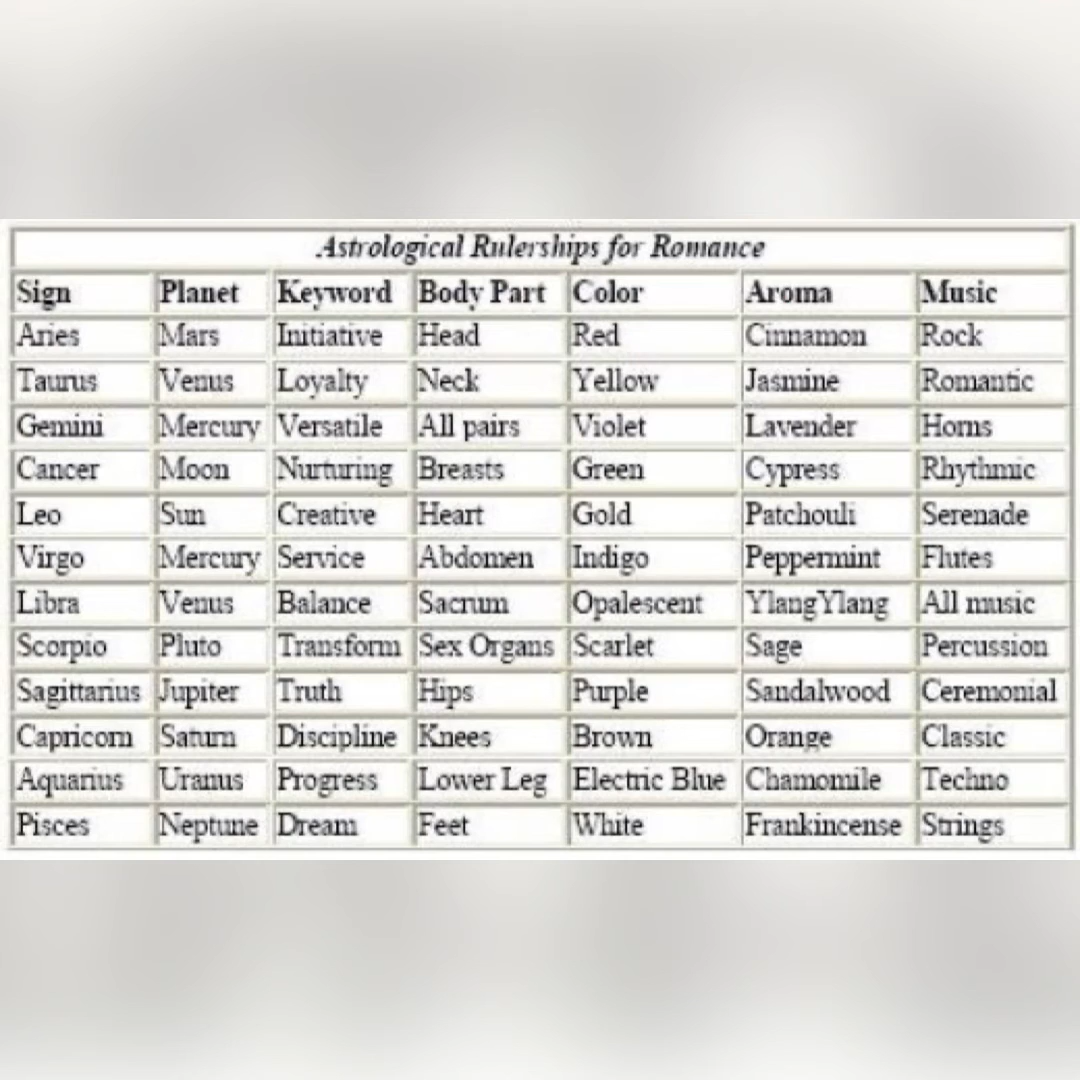 Astrological Rulerships for Romance
Sign Planet Keyword Body Part Color Aroma Music
Aries Mars Initiative Head Red Cinnamon Rock
Taurus Venus Loyalty Neck Yellow Jasmine Romantic
Gemini Mercury Versatile All pairs Violet Lavender Horns
Cancer Moon Nurturing Breasts Green Cypress Rhythmic
Leo Sun Creative Heart Gold Patchouli Serenade
Virgo Mercury Service Abdomen Indigo Peppermint Flutes
Libra Venus Balance Sacrum Opalescent YlangYlang All music
Scorpio Pluto Transform Sex Organs Scarlet Sage Percussion
Sagittarius Jupiter Truth Hips Purple Sandalwood Ceremonial
Capricorn Saturn Discipline Knees Brown Orange Classic
Aquarius Uranus Progress Lower Leg Electric Blue Chamomile Techno
Pisces Neptune Dream Feet White Frankincense Strings